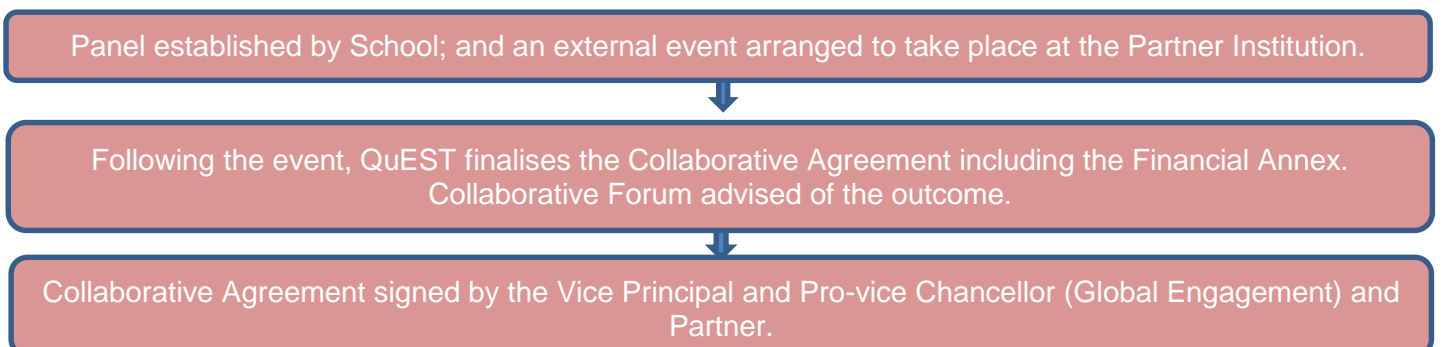 Panel established by School; and an external event arranged to take place at the Partner Institution.
Following the event, QuEST finalises the Collaborative Agreement including the Financial Annex.
Collaborative Forum advised of the outcome.
Collaborative Agreement signed by the Vice Principal and Pro-vice Chancellor (Global Engagement) and
Partner.